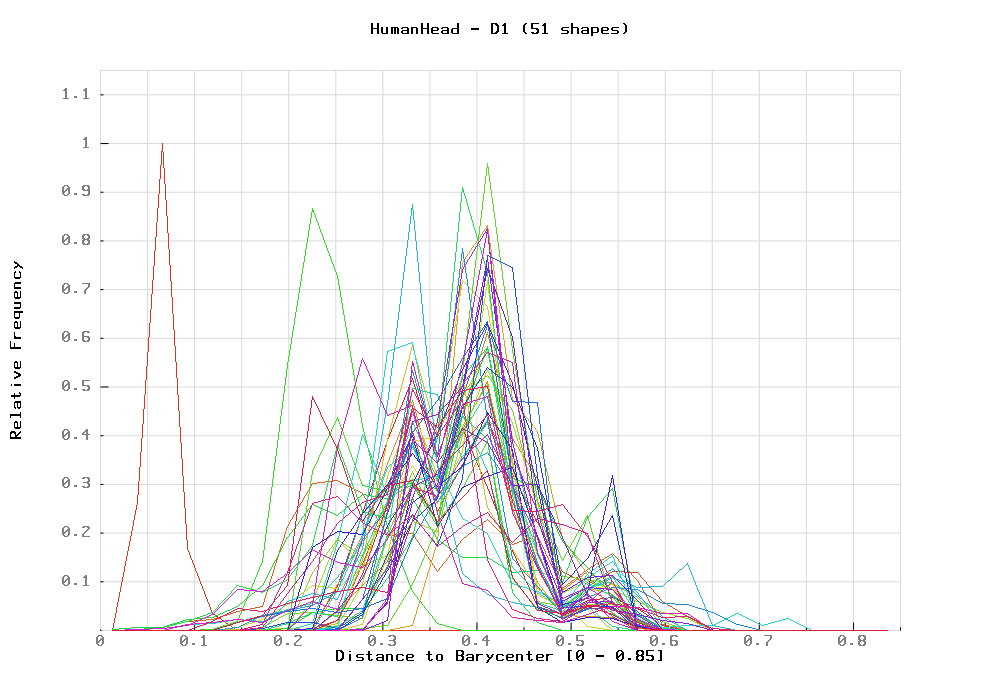 HumanHead - D1 (51 shapes)
Relative Frequency
1.1
1
0.9
0.8
0.7
0.6
0.5
0.4
0.3
0.2
0.1
0 0.1 0.2 0.3 0.4 0.5 0.6 0.7 0.8
Distance to Barycenter [0 - 0.85]